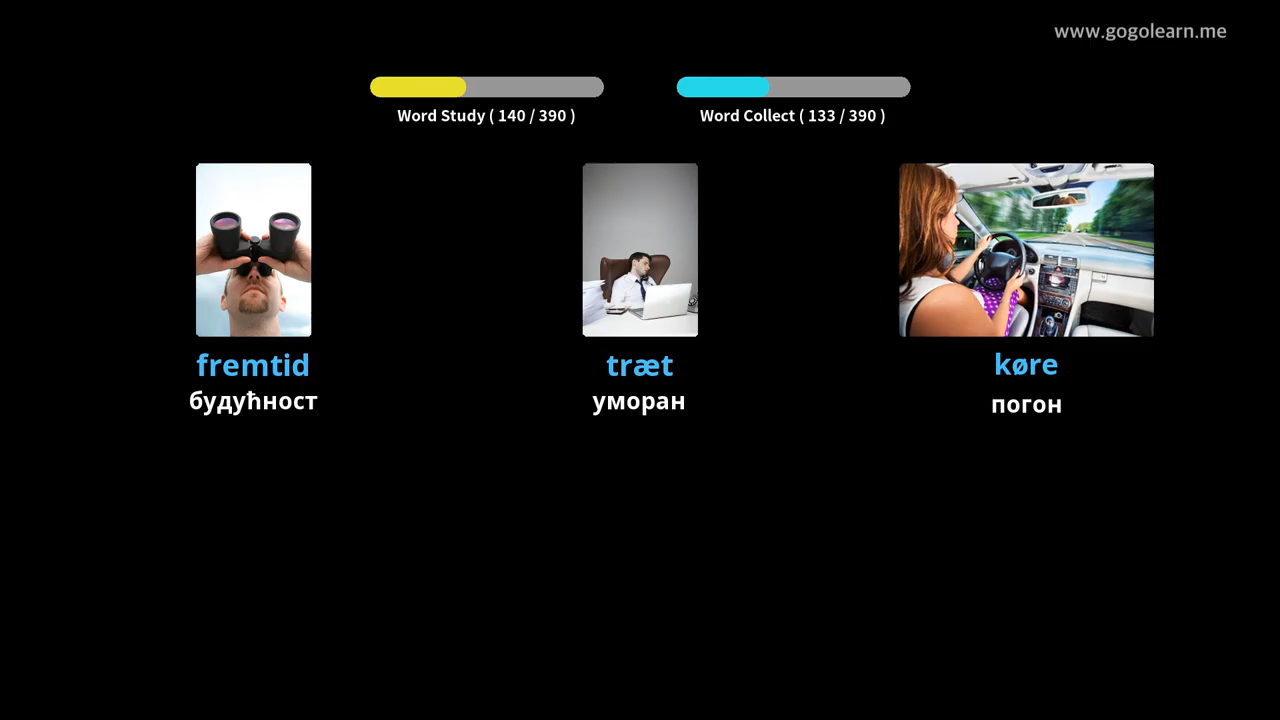 www.gogolearn.me
Word Study ( 140 / 390 )
Word Collect ( 133 / 390 )
fremtid
будућност
træt
уморан
køre
погон